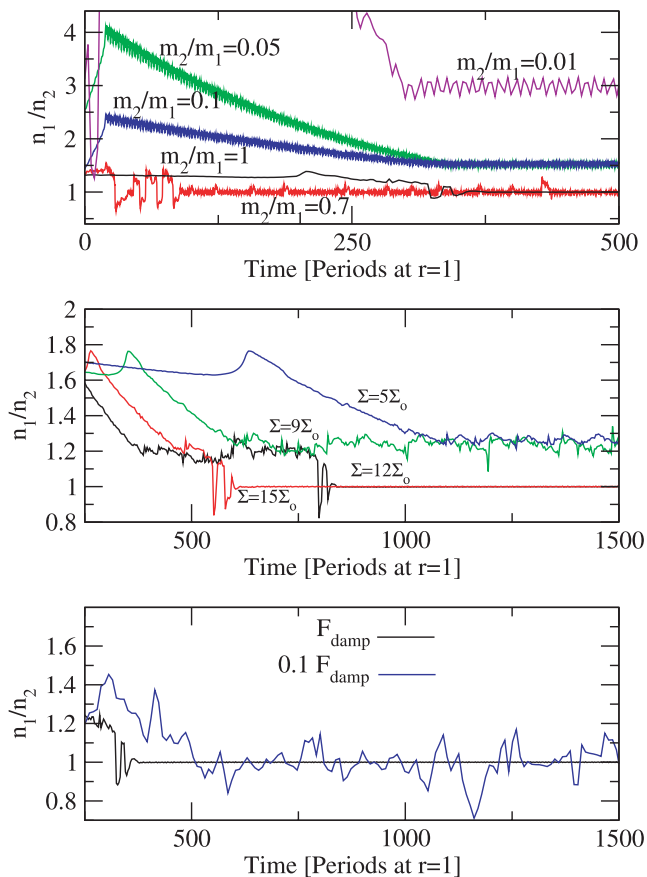 4
3
2
1
n₁/n₂
m₂/m₁=0.05
m₂/m₁=0.01
m₂/m₁=0.1
m₂/m₁=1
m₂/m₁=0.7
0 250 500
Time [Periods at r=1]
2
1.8
1.6
1.4
1.2
1
0.8
n₁/n₂
Σ=5Σₒ
Σ=9Σₒ
Σ=12Σₒ
Σ=15Σₒ
500 1000 1500
Time [Periods at r=1]
1.6
1.4
1.2
1
0.8
n₁/n₂
F_damp
0.1 F_damp
500 1000 1500
Time [Periods at r=1]